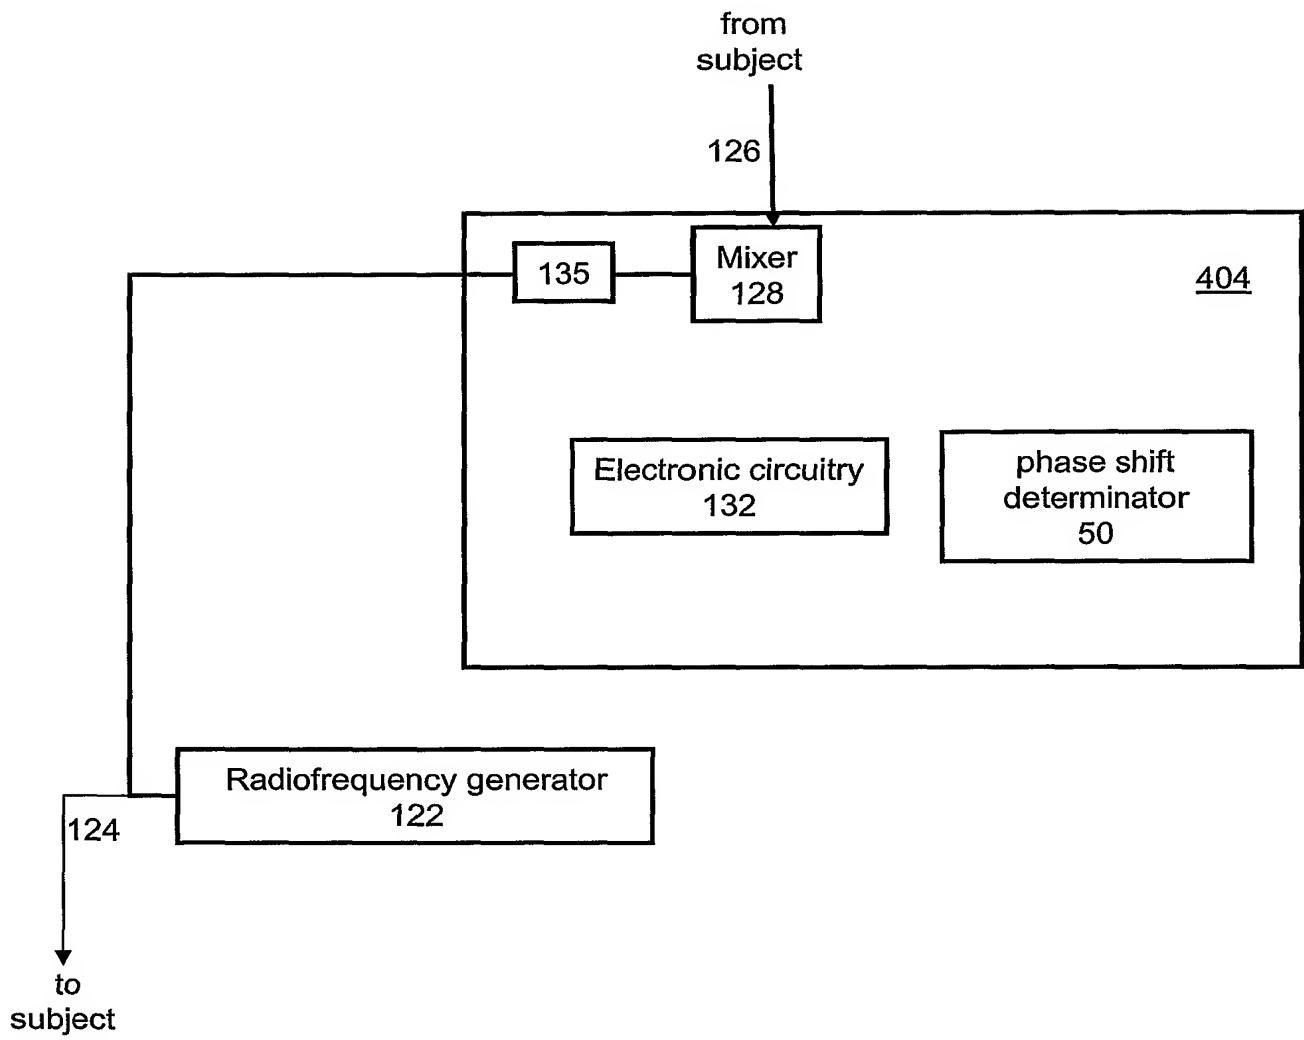 from
subject
126
135
Mixer
128
404
Electronic circuitry
132
phase shift
determinator
50
Radiofrequency generator
122
124
to
subject